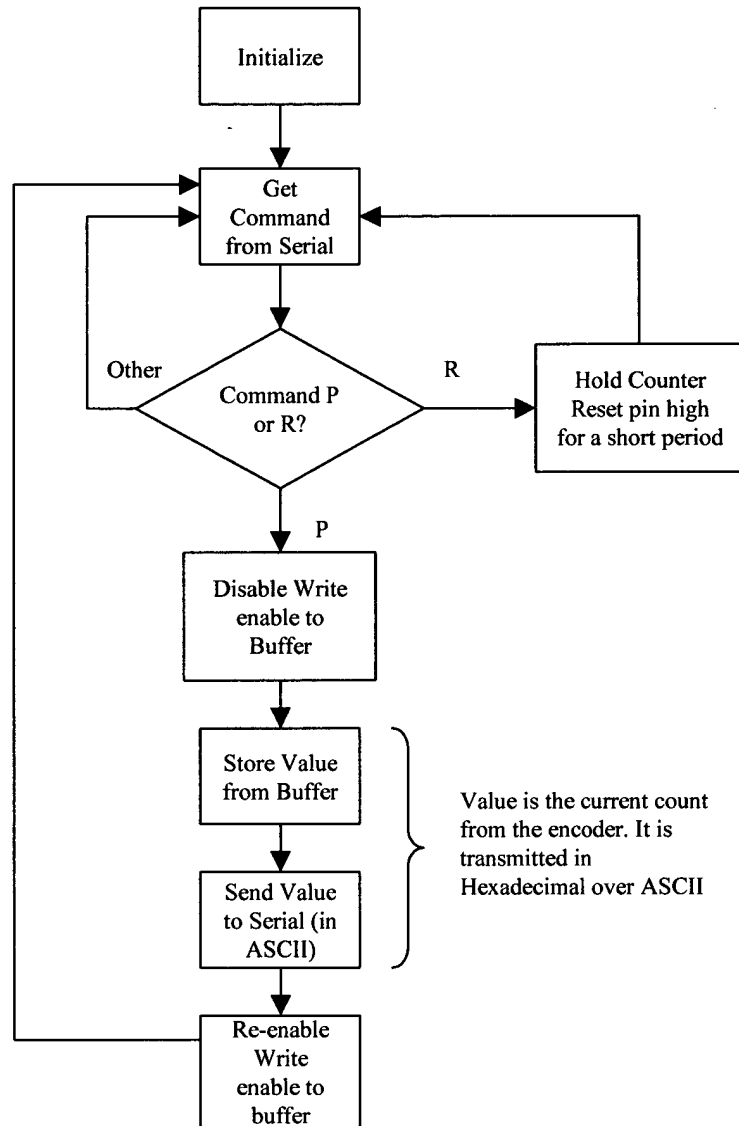 Initialize
Get
Command
from Serial
Other
Command P
or R?
R
Hold Counter
Reset pin high
for a short period
P
Disable Write
enable to
Buffer
Store Value
from Buffer
Value is the current count
from the encoder. It is
transmitted in
Hexadecimal over ASCII
Send Value
to Serial (in
ASCII)
Re-enable
Write
enable to
buffer